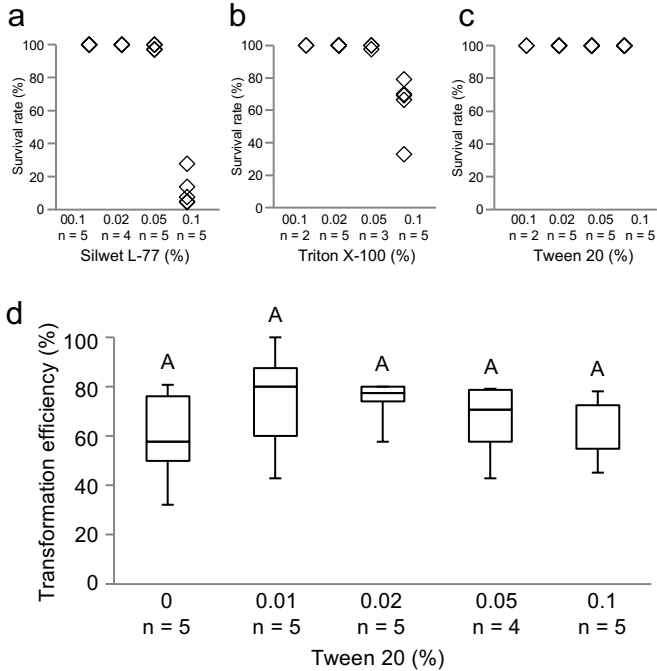 a
Survival rate (%)
100
80
60
40
20
0
00.1 0.02 0.05 0.1
n = 5 n = 4 n = 5 n = 5
Silwet L-77 (%)
b
Survival rate (%)
100
80
60
40
20
0
00.1 0.02 0.05 0.1
n = 2 n = 5 n = 3 n = 5
Triton X-100 (%)
c
Survival rate (%)
100
80
60
40
20
0
00.1 0.02 0.05 0.1
n = 2 n = 5 n = 5 n = 5
Tween 20 (%)
d
Transformation efficiency (%)
100
80
60
40
20
0
A A A A A
0 0.01 0.02 0.05 0.1
n = 5 n = 5 n = 5 n = 4 n = 5
Tween 20 (%)